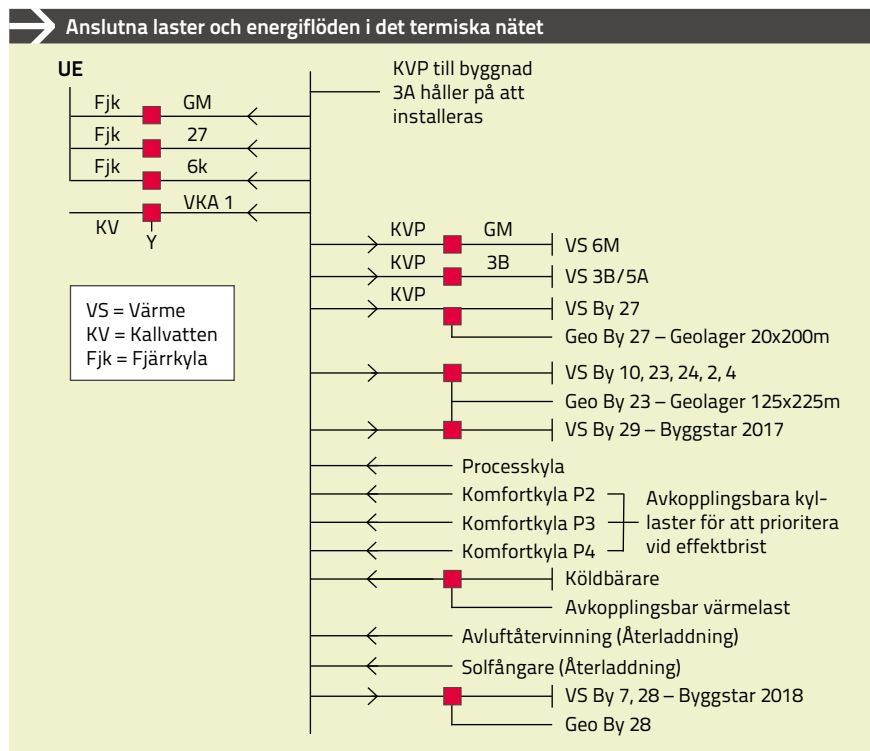 Anslutna laster och energiflöden i det termiska nätet
UE
KVP till byggnad
3A håller på att
installeras
Fjk GM
Fjk 27
Fjk 6k
VKA 1
KV
Y
VS = Värme
KV = Kallvatten
Fjk = Fjärrkyla
KVP GM VS 6M
KVP 3B VS 3B/5A
KVP VS By 27
Geo By 27 – Geolager 20x200m
VS By 10, 23, 24, 2, 4
Geo By 23 – Geolager 125x225m
VS By 29 – Byggstar 2017
Processkyla
Komfortkyla P2
Komfortkyla P3
Komfortkyla P4
Avkopplingsbara kyl-
laster för att prioritera
vid effektbrist
Köldbärare
Avkopplingsbar värmelast
Avluftåtervinning (Återladdning)
Solfångare (Återladdning)
VS By 7, 28 – Byggstar 2018
Geo By 28